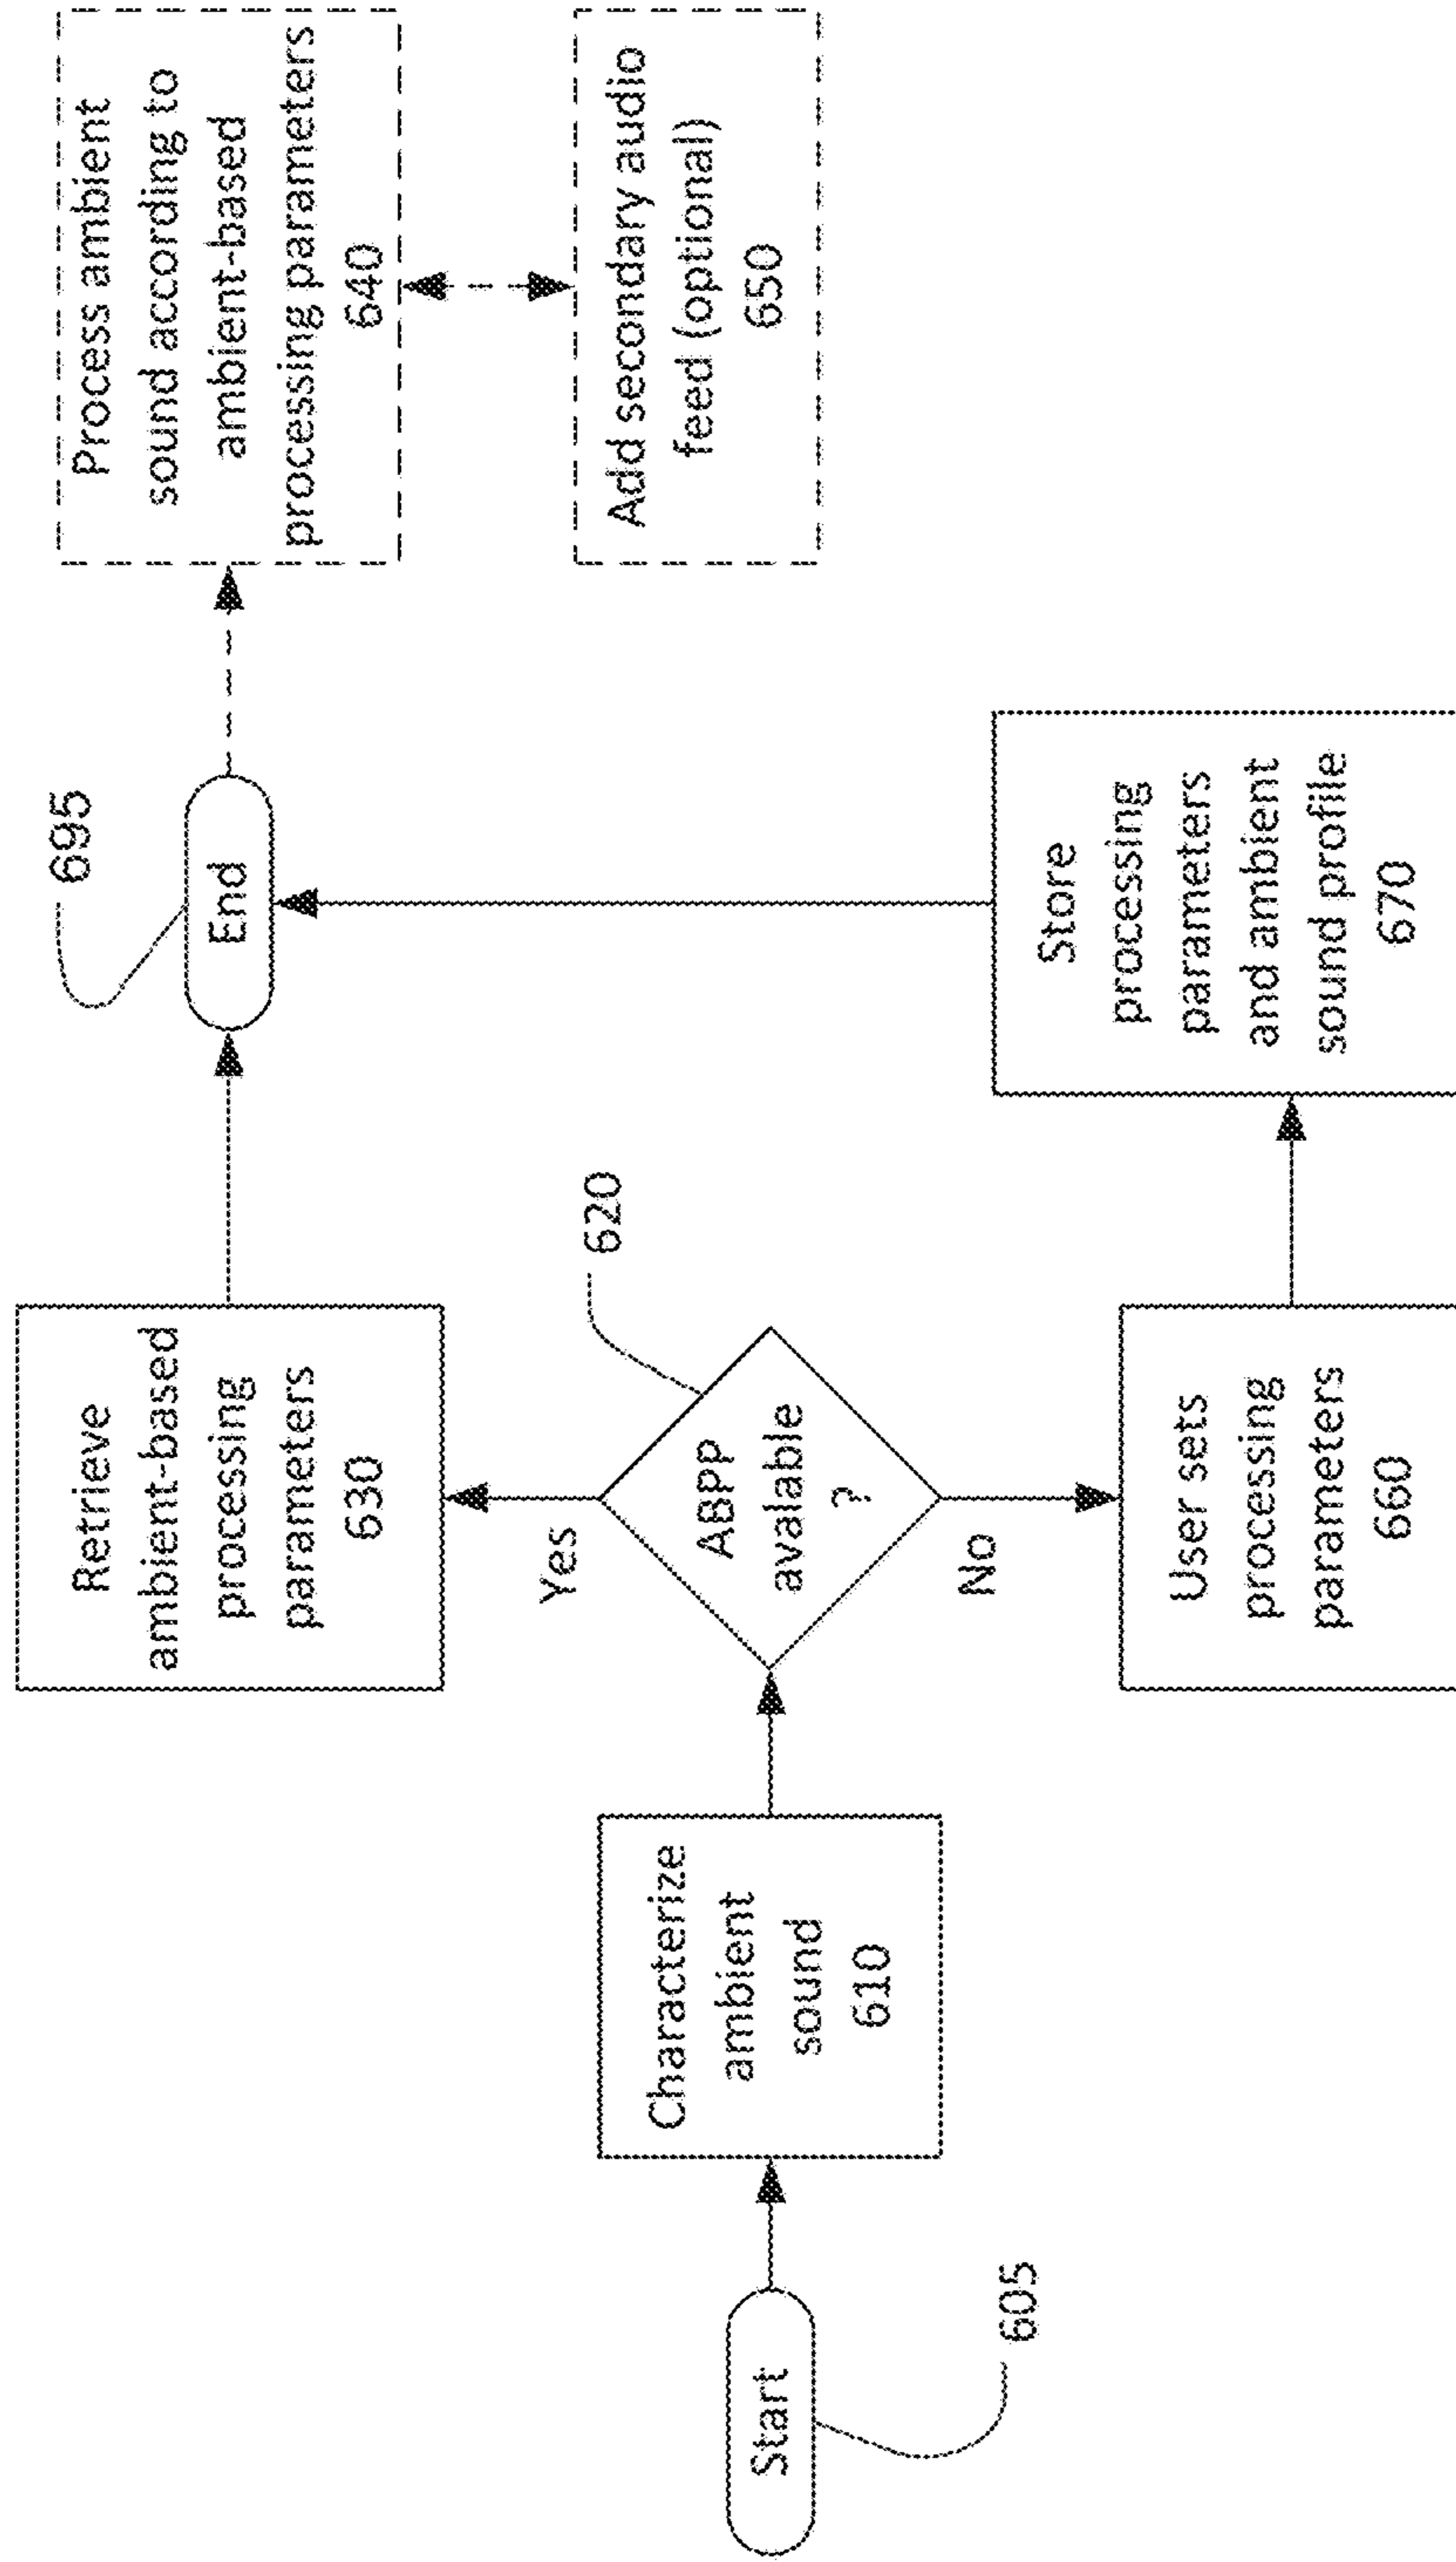 Start
605
Characterize
ambient
sound
610
ABPP
avalable
?
620
Yes
No
Retrieve
ambient-based
processing
parameters
630
User sets
processing
parameters
660
Store
processing
parameters
and ambient
sound profile
670
End
695
Process ambient
sound according to
ambient-based
processing parameters
640
Add secondary audio
feed (optional)
650